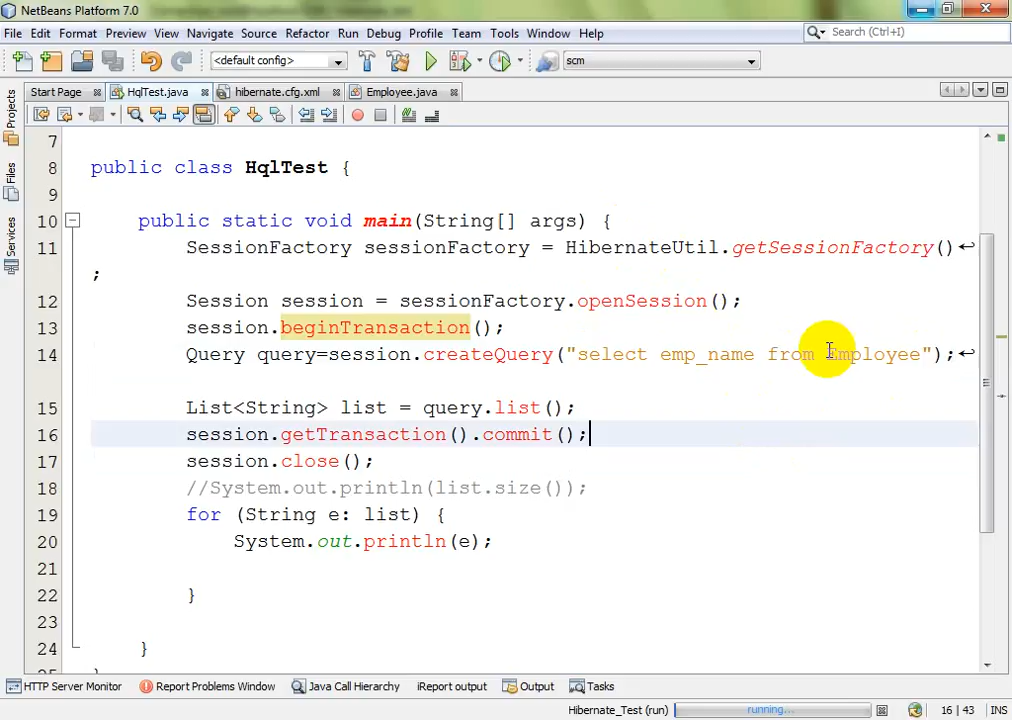 NetBeans Platform 7.0
File Edit Format Preview View Navigate Source Refactor Run Debug Profile Team Tools Window Help Search (Ctrl+I)
<default config> scm
Start Page HqlTest.java hibernate.cfg.xml Employee.java
Projects
Files
Services
7
8 public class HqlTest {
9
10 public static void main(String[] args) {
11 SessionFactory sessionFactory = HibernateUtil.getSessionFactory()
;
12 Session session = sessionFactory.openSession();
13 session.beginTransaction();
14 Query query=session.createQuery("select emp_name from Employee");
15 List<String> list = query.list();
16 session.getTransaction().commit();
17 session.close();
18 //System.out.println(list.size());
19 for (String e: list) {
20 System.out.println(e);
21
22 }
23
24 }
25 }
HTTP Server Monitor Report Problems Window Java Call Hierarchy iReport output Output Tasks
Hibernate_Test (run) running... 16 | 43 INS